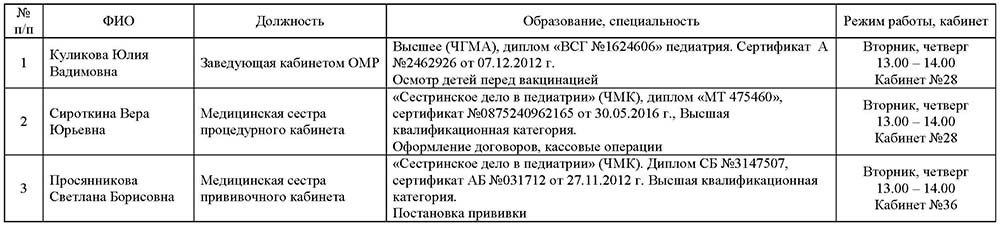 № п/п ФИО Должность Образование, специальность Режим работы, кабинет
1
Куликова Юлия
Вадимовна
Заведующая кабинетом ОМР
Высшее (ЧГМА), диплом «ВСГ №1624606» педиатрия. Сертификат А
№2462926 от 07.12.2012 г.
Осмотр детей перед вакцинацией
Вторник, четверг
13.00 – 14.00
Кабинет №28
2
Сироткина Вера
Юрьевна
Медицинская сестра
процедурного кабинета
«Сестринское дело в педиатрии» (ЧМК), диплом «МТ 475460»,
сертификат №0875240962165 от 30.05.2016 г., Высшая
квалификационная категория.
Оформление договоров, кассовые операции
Вторник, четверг
13.00 – 14.00
Кабинет №28
3
Просянникова
Светлана Борисовна
Медицинская сестра
прививочного кабинета
«Сестринское дело в педиатрии» (ЧМК). Диплом СБ №3147507,
сертификат АБ №031712 от 27.11.2012 г. Высшая квалификационная
категория.
Постановка прививки
Вторник, четверг
13.00 – 14.00
Кабинет №36